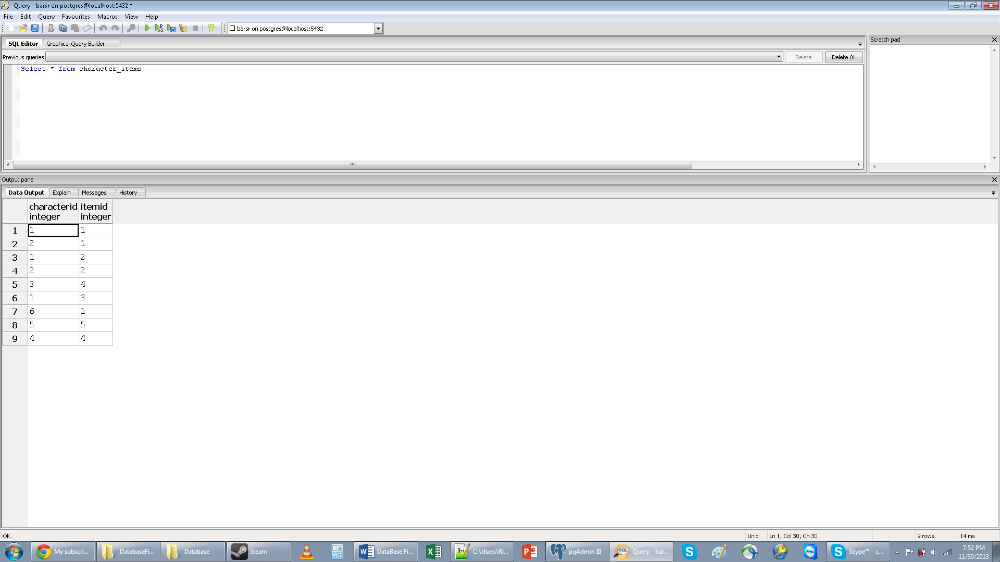 Query - barsr on postgres@localhost:5432 *
File Edit Query Favourites Macros View Help
barsr on postgres@localhost:5432
SQL Editor Graphical Query Builder
Scratch pad
Previous queries Delete Delete All
Select * from character_items
Output pane
Data Output Explain Messages History
characterid itemid
integer integer
1 1 1
2 2 1
3 1 2
4 2 2
5 3 4
6 1 3
7 6 1
8 5 5
9 4 4
OK. Unix Ln 1, Col 30, Ch 30 9 rows. 14 ms
My subscri... DatabaseFi... Database Steam DataBase Fi... C:\Users\Ri... pgAdmin III Query - bar... Skype™ - c... 7:52 PM
11/30/2013